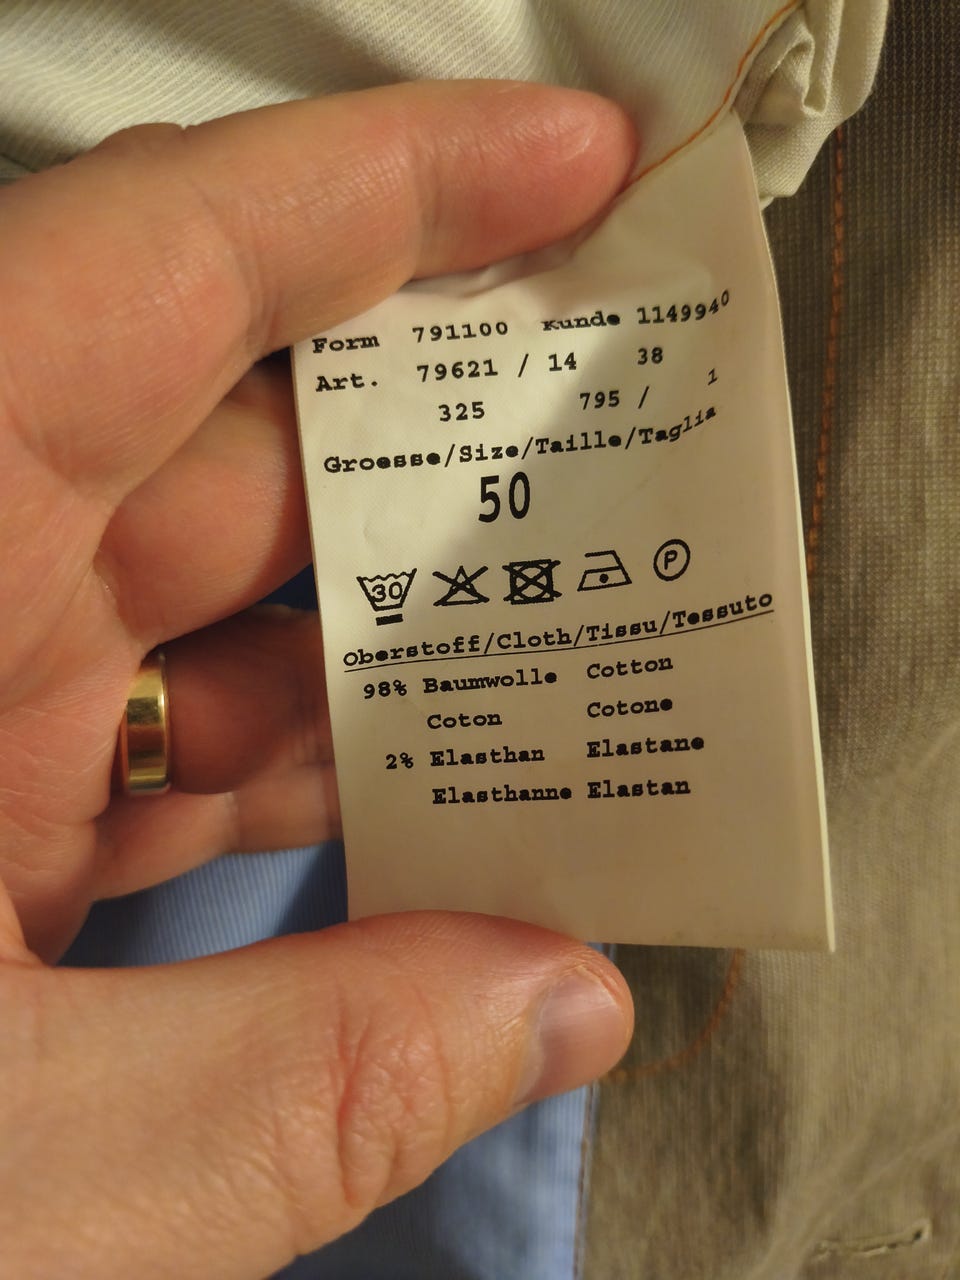 Form 791100 Kunde 1149940
Art. 79621 / 14 38
325 795 / 1
Groesse/Size/Taille/Taglia
50
30 P
Oberstoff/Cloth/Tissu/Tessuto
98% Baumwolle Cotton
Coton Cotone
2% Elasthan Elastane
Elasthanne Elastan